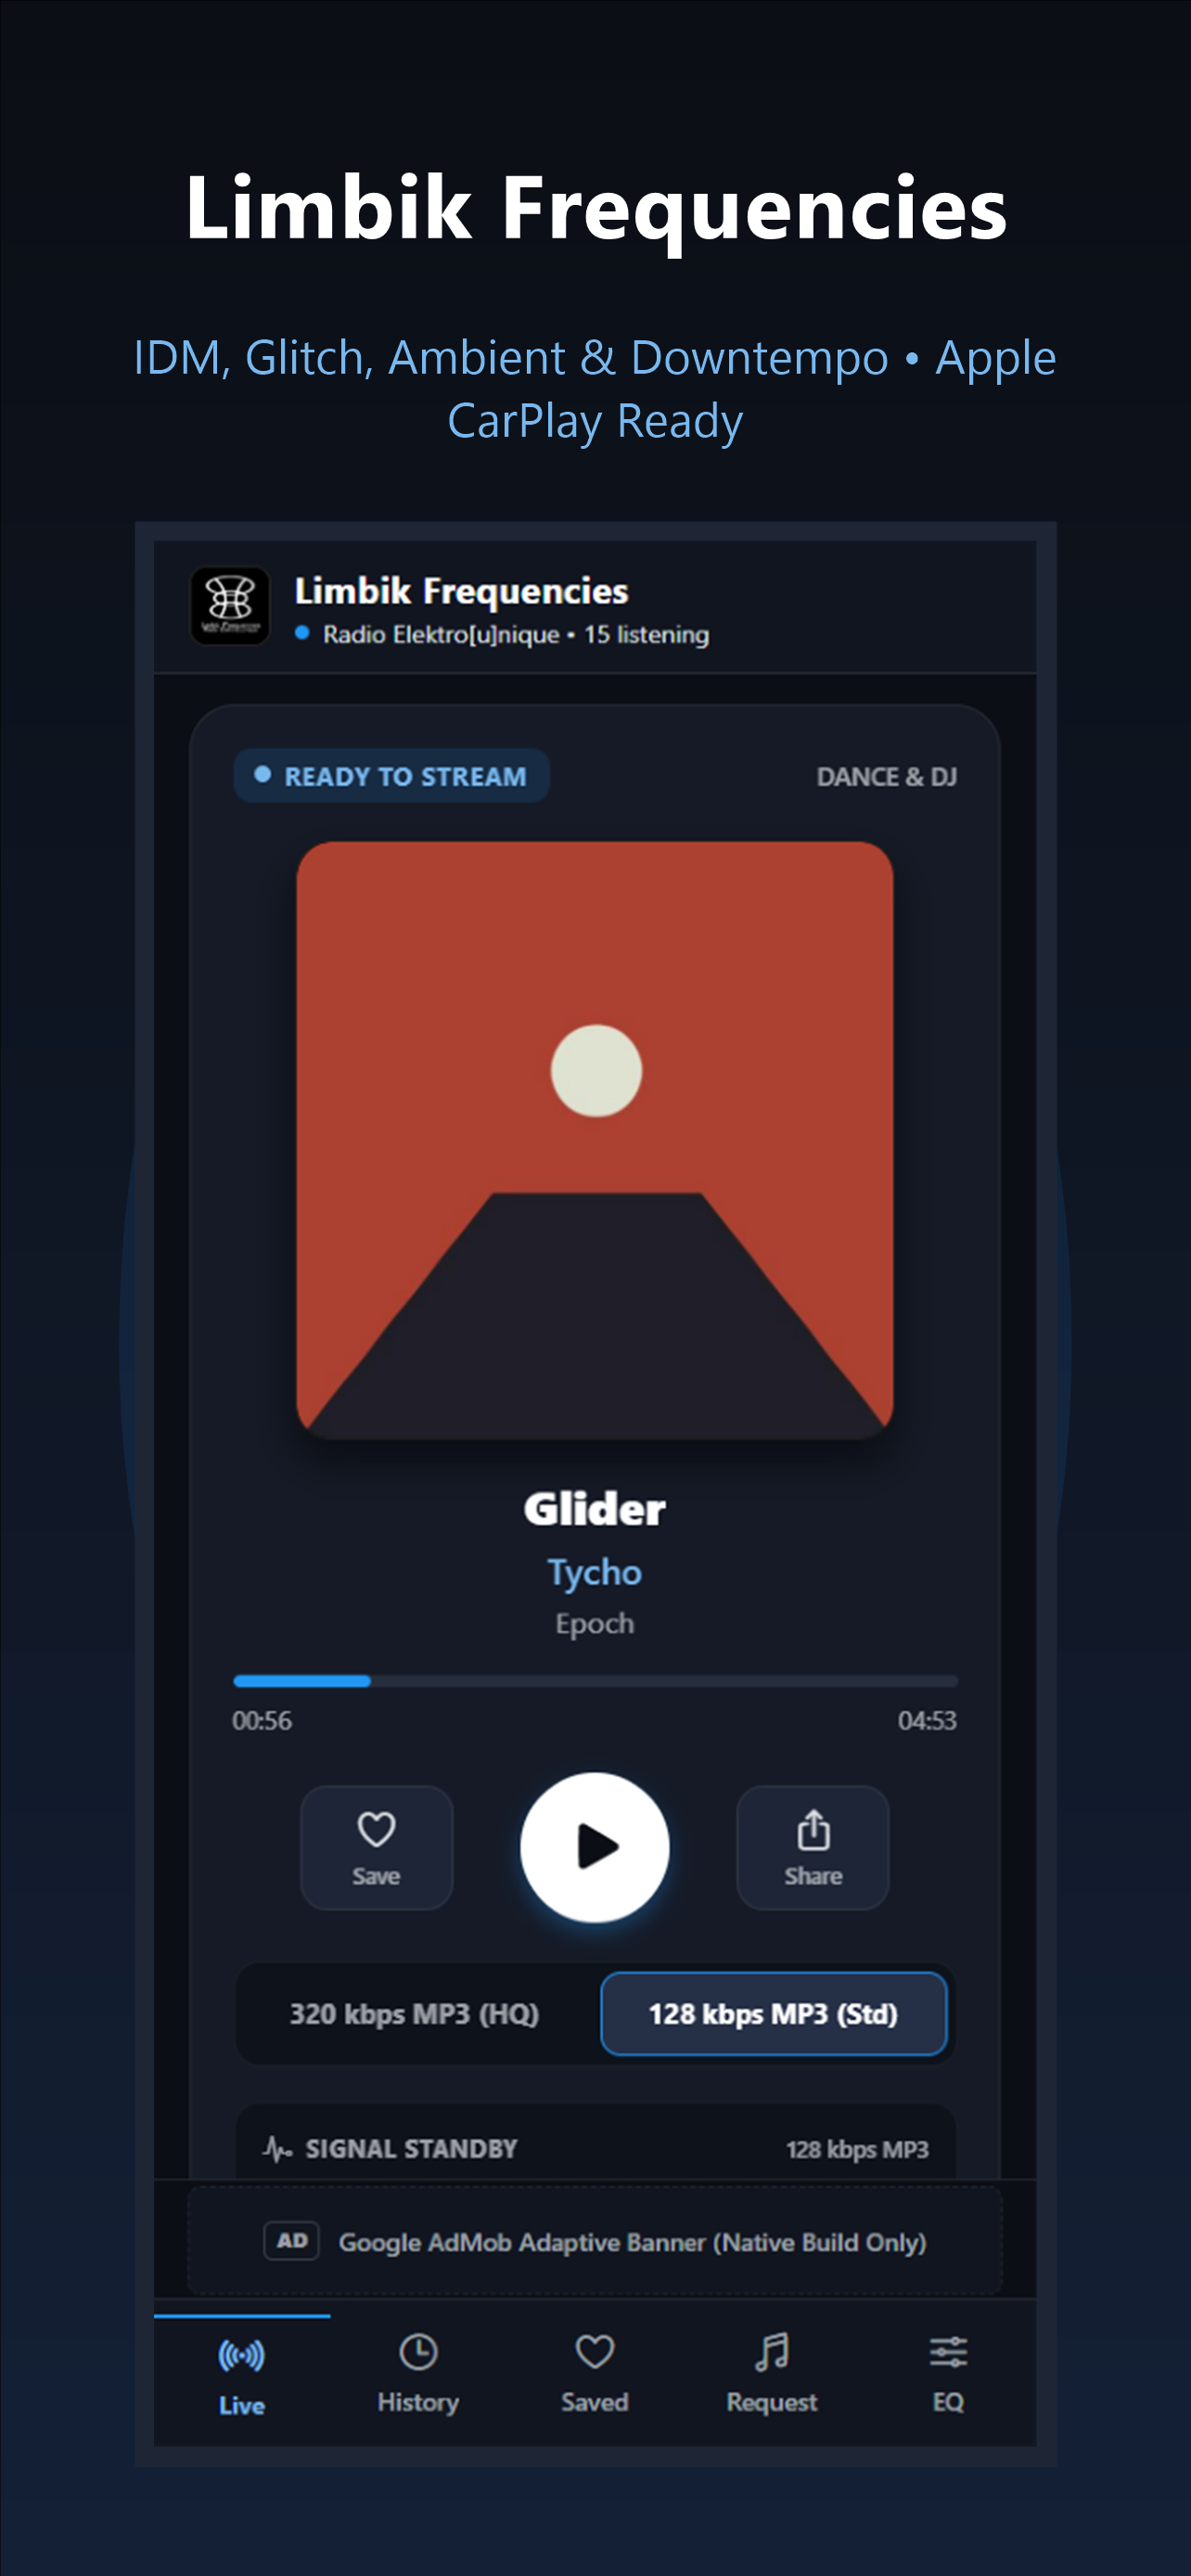 Limbik Frequencies
IDM, Glitch, Ambient & Downtempo • Apple
CarPlay Ready
Limbik Frequencies
Radio Elektro[u]nique • 15 listening
READY TO STREAM
DANCE & DJ
Glider
Tycho
Epoch
00:56
04:53
Save
Share
320 kbps MP3 (HQ)
128 kbps MP3 (Std)
SIGNAL STANDBY
128 kbps MP3
AD
Google AdMob Adaptive Banner (Native Build Only)
Live
History
Saved
Request
EQ